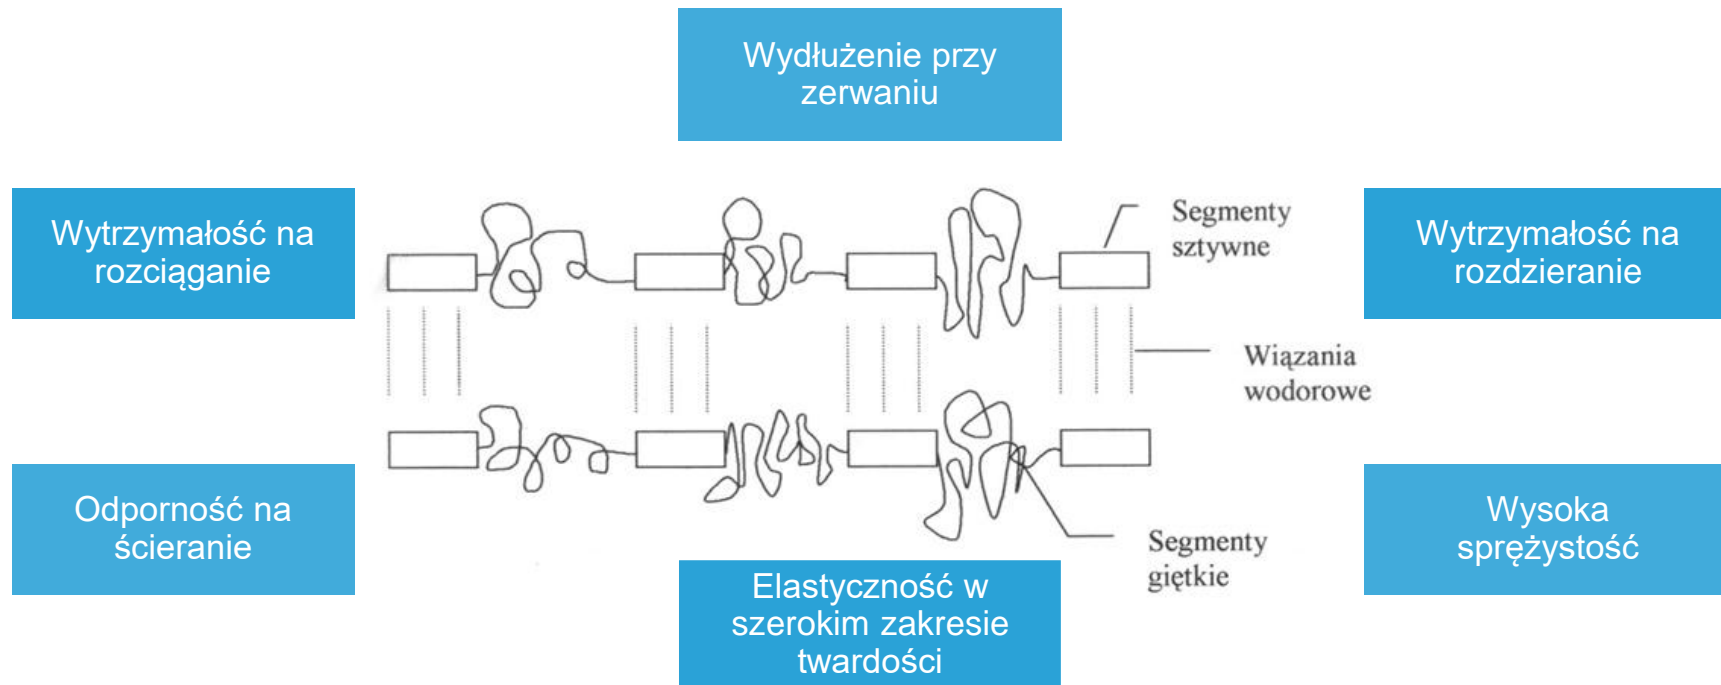 Wydłużenie przy
zerwaniu
Wytrzymałość na
rozciąganie
Segmenty
sztywne
Wytrzymałość na
rozdzieranie
Wiązania
wodorowe
Odporność na
ścieranie
Segmenty
giętkie
Wysoka
sprężystość
Elastyczność w
szerokim zakresie
twardości